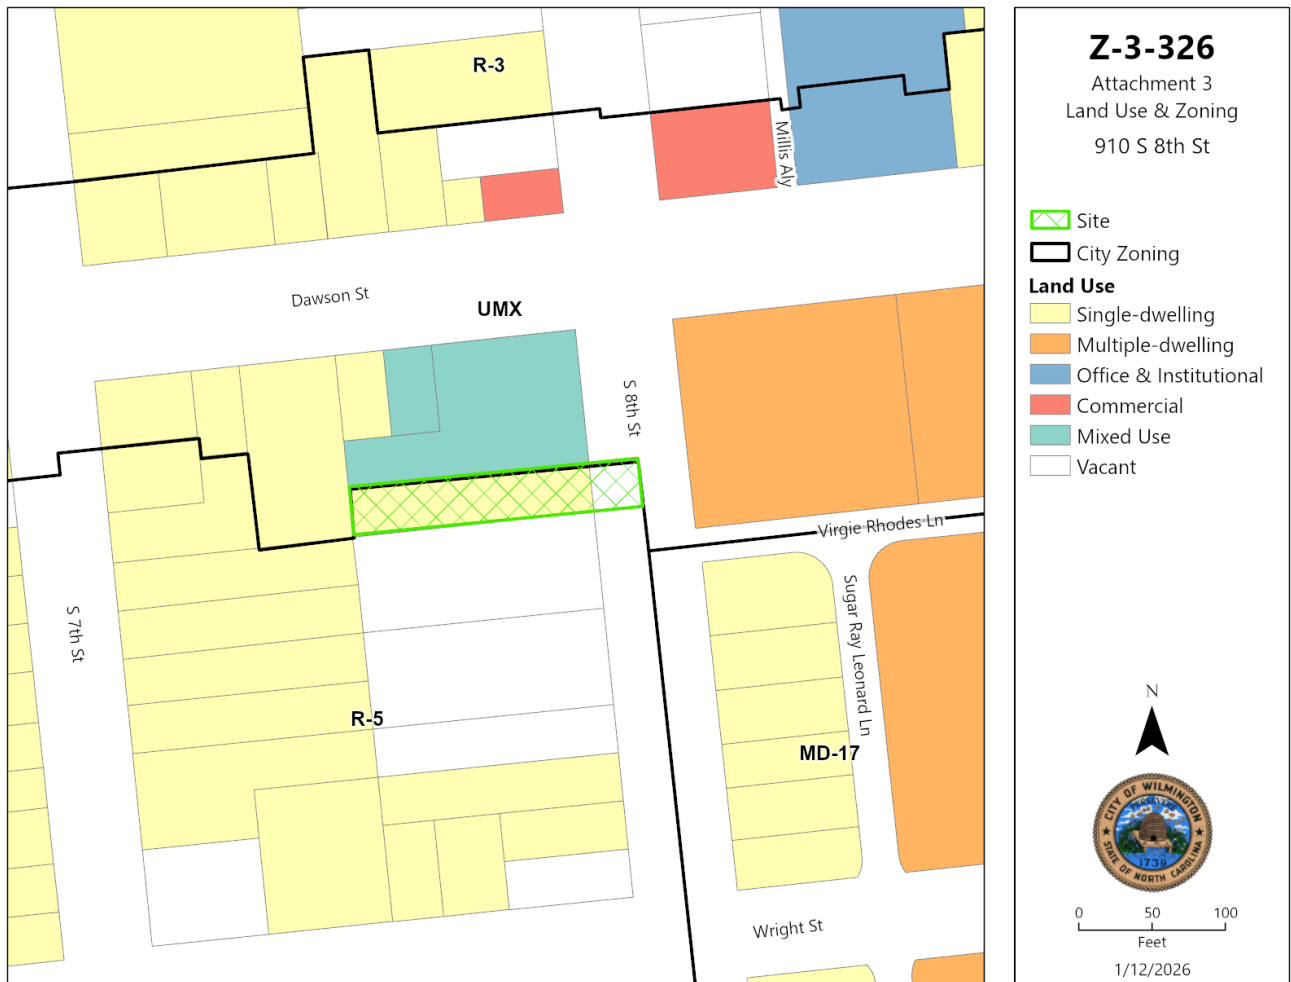 R-3
Millis Aly
Dawson St
UMX
S 8th St
Virgie Rhodes Ln
Sugar Ray Leonard Ln
S 7th St
R-5
MD-17
Wright St
Z-3-326
Attachment 3
Land Use & Zoning
910 S 8th St
Site
City Zoning
Land Use
Single-dwelling
Multiple-dwelling
Office & Institutional
Commercial
Mixed Use
Vacant
N
CITY OF WILMINGTON
PERSEVERE
1739
STATE OF NORTH CAROLINA
0 50 100
Feet
1/12/2026